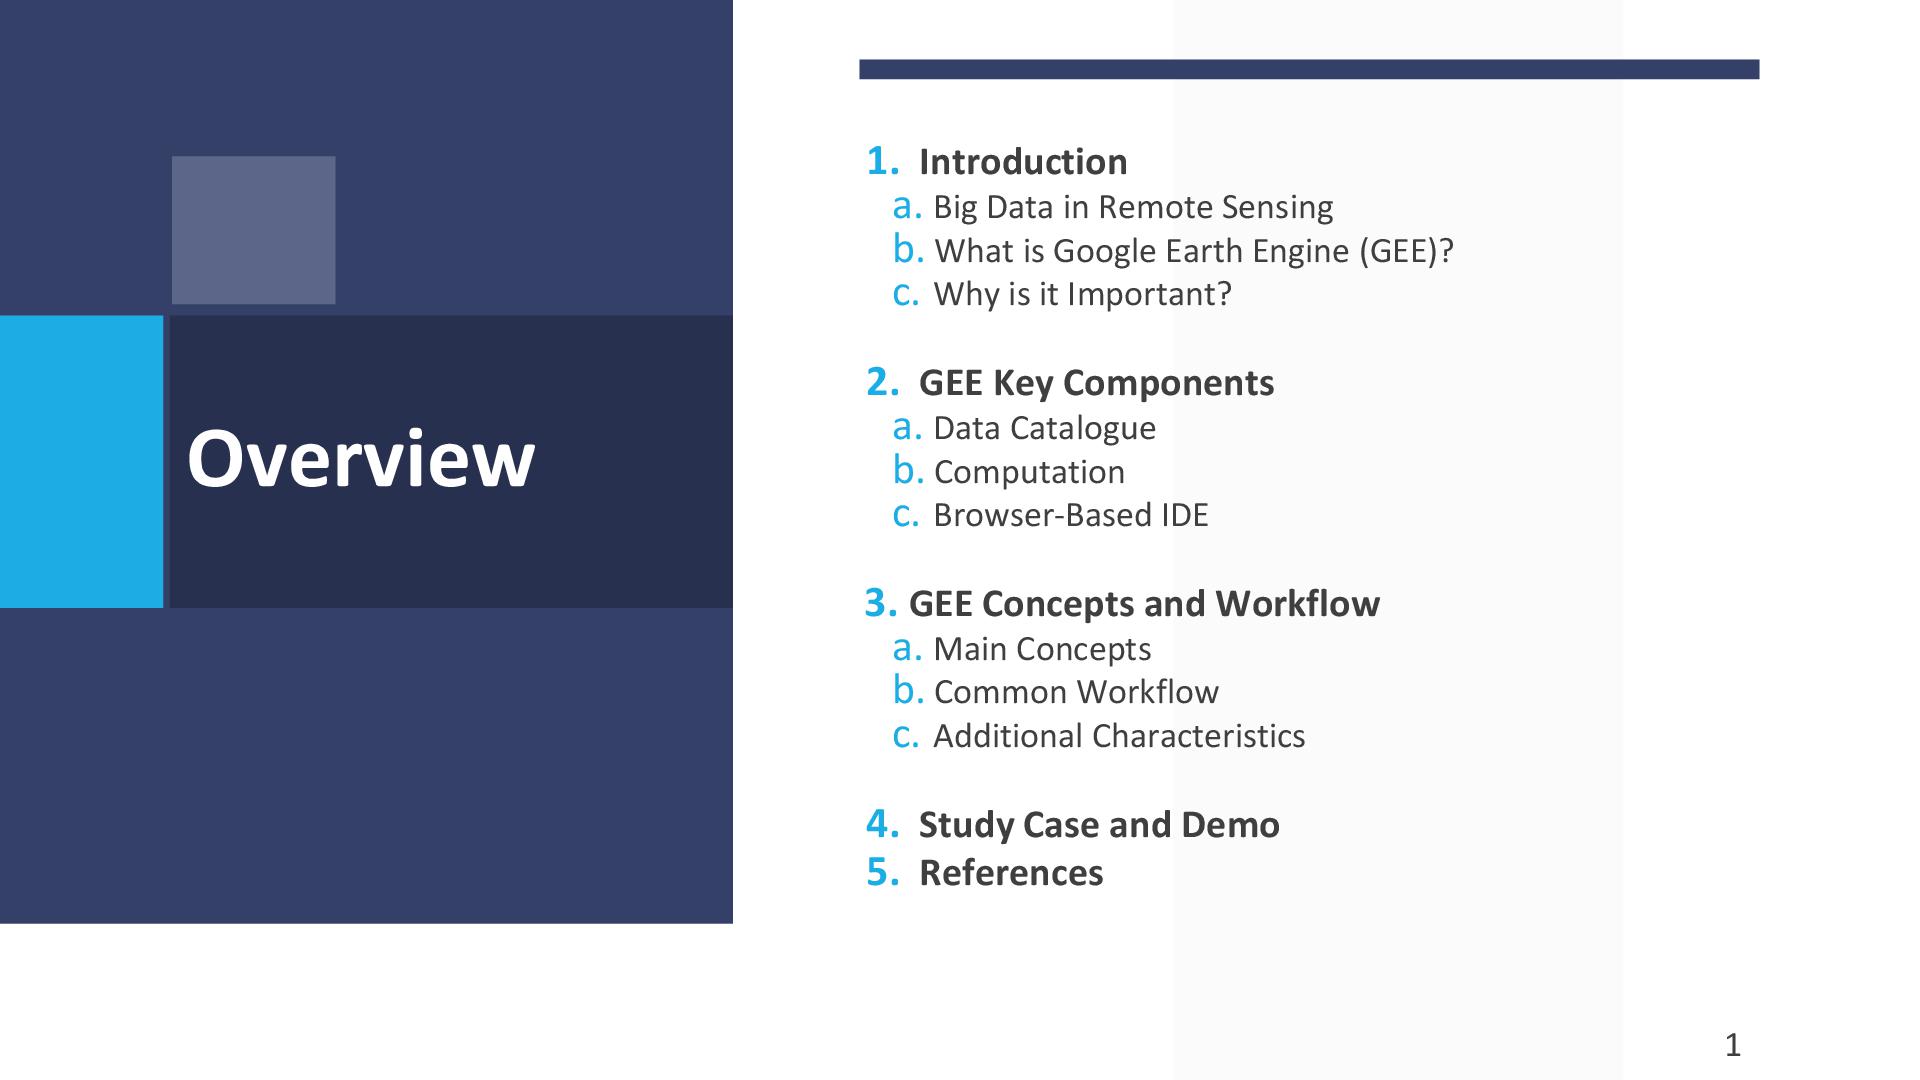 Overview
1. Introduction
a. Big Data in Remote Sensing
b. What is Google Earth Engine (GEE)?
c. Why is it Important?
2. GEE Key Components
a. Data Catalogue
b. Computation
c. Browser-Based IDE
3. GEE Concepts and Workflow
a. Main Concepts
b. Common Workflow
c. Additional Characteristics
4. Study Case and Demo
5. References
1